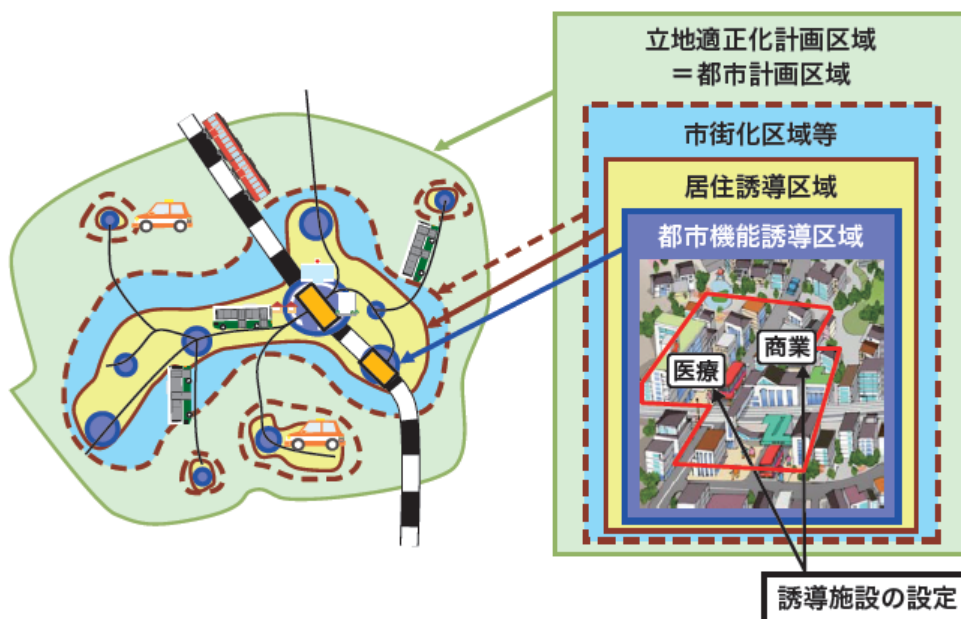 立地適正化計画区域
＝都市計画区域
市街化区域等
居住誘導区域
都市機能誘導区域
商業
医療
誘導施設の設定